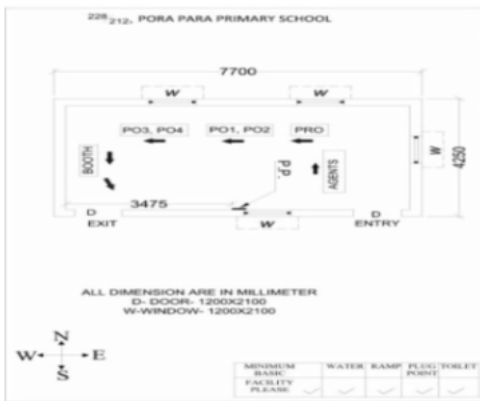 228/212- PORA PARA PRIMARY SCHOOL
7700
W W
PO3, PO4 PO1, PO2 PRO
BOOTH
P.P.
AGENTS
W
4250
3475
D
EXIT
W
D
ENTRY
ALL DIMENSION ARE IN MILLIMETER
D- DOOR- 1200X2100
W-WINDOW- 1200X2100
N
W E
S
MINIMUM BASIC FACILITY PLEASE
WATER
RAMP
PLUG POINT
TOILET